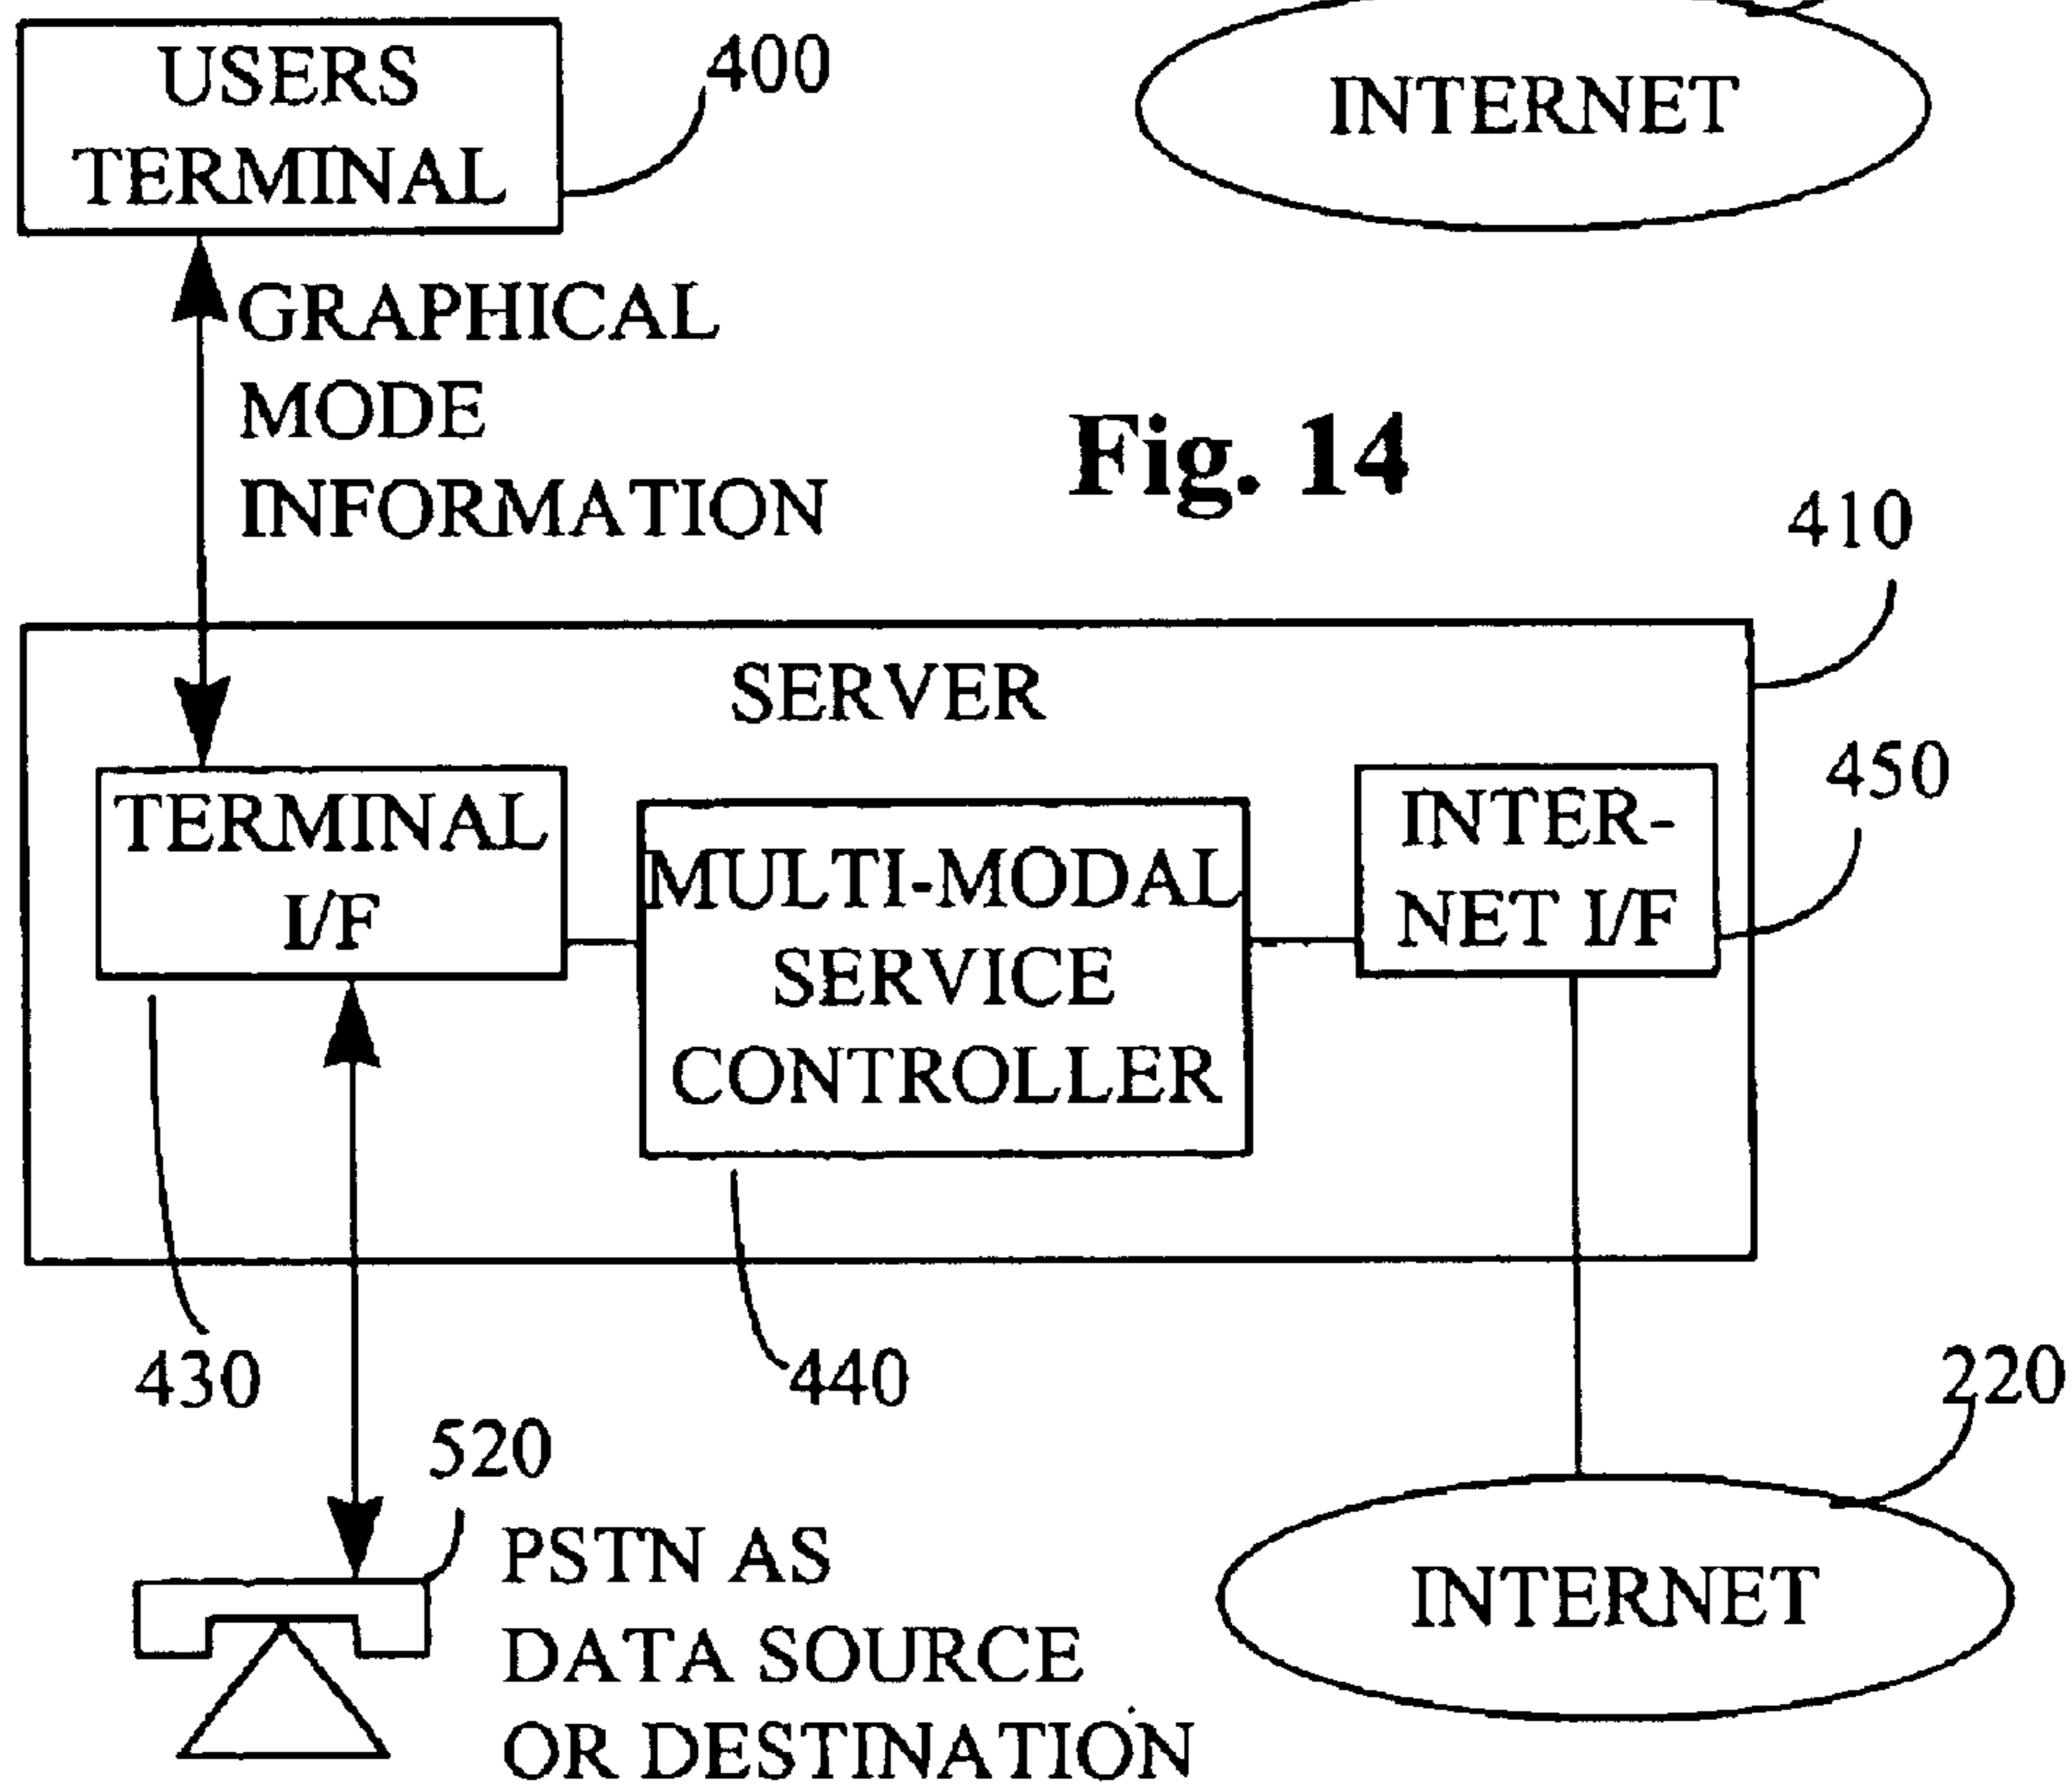 USERS
TERMINAL
400
INTERNET
GRAPHICAL
MODE
INFORMATION
Fig. 14
410
SERVER
450
TERMINAL
I/F
MULTI-MODAL
SERVICE
CONTROLLER
INTER-
NET I/F
430
440
220
520
PSTN AS
DATA SOURCE
OR DESTINATION
INTERNET